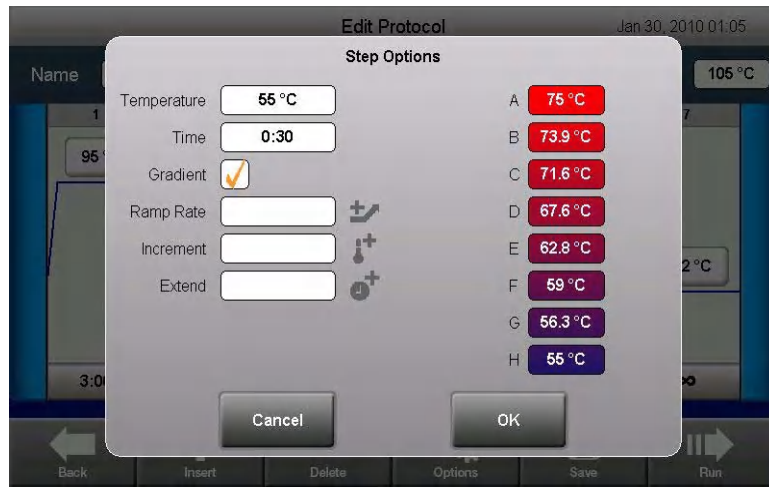 Edit Protocol
Jan 30, 2010 01:05
Name
105 °C
Step Options
Temperature 55 °C
Time 0:30
Gradient
Ramp Rate
Increment
Extend
A 75 °C
B 73.9 °C
C 71.6 °C
D 67.6 °C
E 62.8 °C
F 59 °C
G 56.3 °C
H 55 °C
1
7
95
2 °C
3:00
∞
Cancel
OK
Back
Insert
Delete
Options
Save
Run